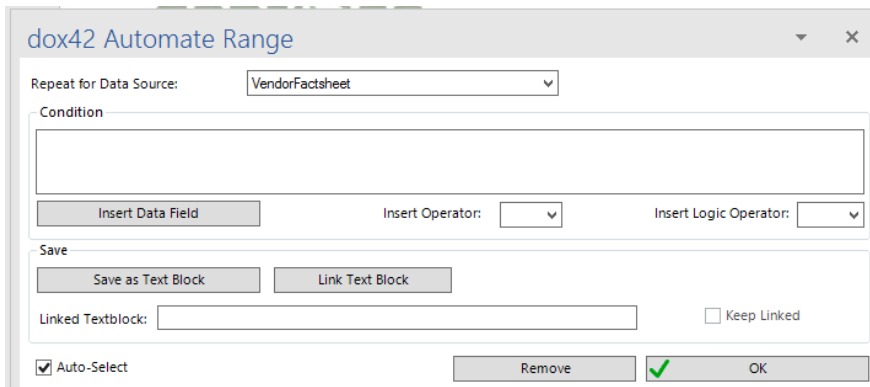 dox42 Automate Range
Repeat for Data Source: VendorFactsheet
Condition
Insert Data Field Insert Operator: Insert Logic Operator:
Save
Save as Text Block Link Text Block
Linked Textblock: Keep Linked
Auto-Select Remove OK